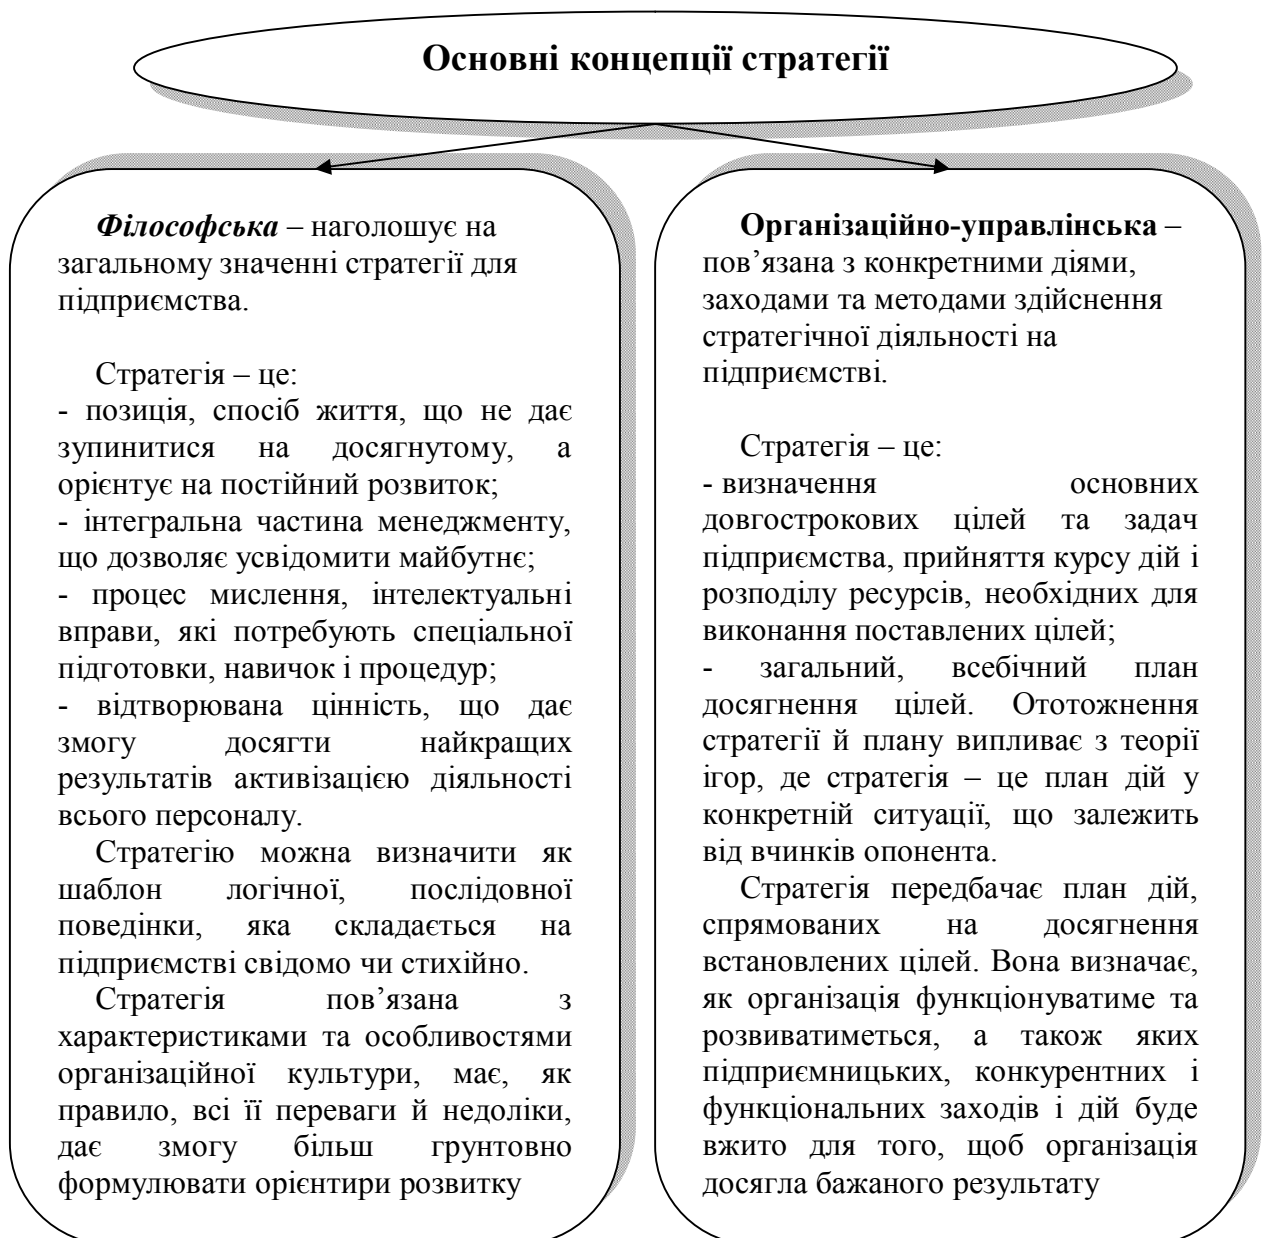 Основні концепції стратегії
Філософська – наголошує на
загальному значенні стратегії для
підприємства.
Стратегія – це:
- позиція, спосіб життя, що не дає
зупинитися на досягнутому, а
орієнтує на постійний розвиток;
- інтегральна частина менеджменту,
що дозволяє усвідомити майбутнє;
- процес мислення, інтелектуальні
вправи, які потребують спеціальної
підготовки, навичок і процедур;
- відтворювана цінність, що дає
змогу досягти найкращих
результатів активізацією діяльності
всього персоналу.
Стратегію можна визначити як
шаблон логічної, послідовної
поведінки, яка складається на
підприємстві свідомо чи стихійно.
Стратегія пов’язана з
характеристиками та особливостями
організаційної культури, має, як
правило, всі її переваги й недоліки,
дає змогу більш грунтовно
формулювати орієнтири розвитку
Організаційно-управлінська –
пов’язана з конкретними діями,
заходами та методами здійснення
стратегічної діяльності на
підприємстві.
Стратегія – це:
- визначення основних
довгострокових цілей та задач
підприємства, прийняття курсу дій і
розподілу ресурсів, необхідних для
виконання поставлених цілей;
- загальний, всебічний план
досягнення цілей. Ототожнення
стратегії й плану випливає з теорії
ігор, де стратегія – це план дій у
конкретній ситуації, що залежить
від вчинків опонента.
Стратегія передбачає план дій,
спрямованих на досягнення
встановлених цілей. Вона визначає,
як організація функціонуватиме та
розвиватиметься, а також яких
підприємницьких, конкурентних і
функціональних заходів і дій буде
вжито для того, щоб організація
досягла бажаного результату